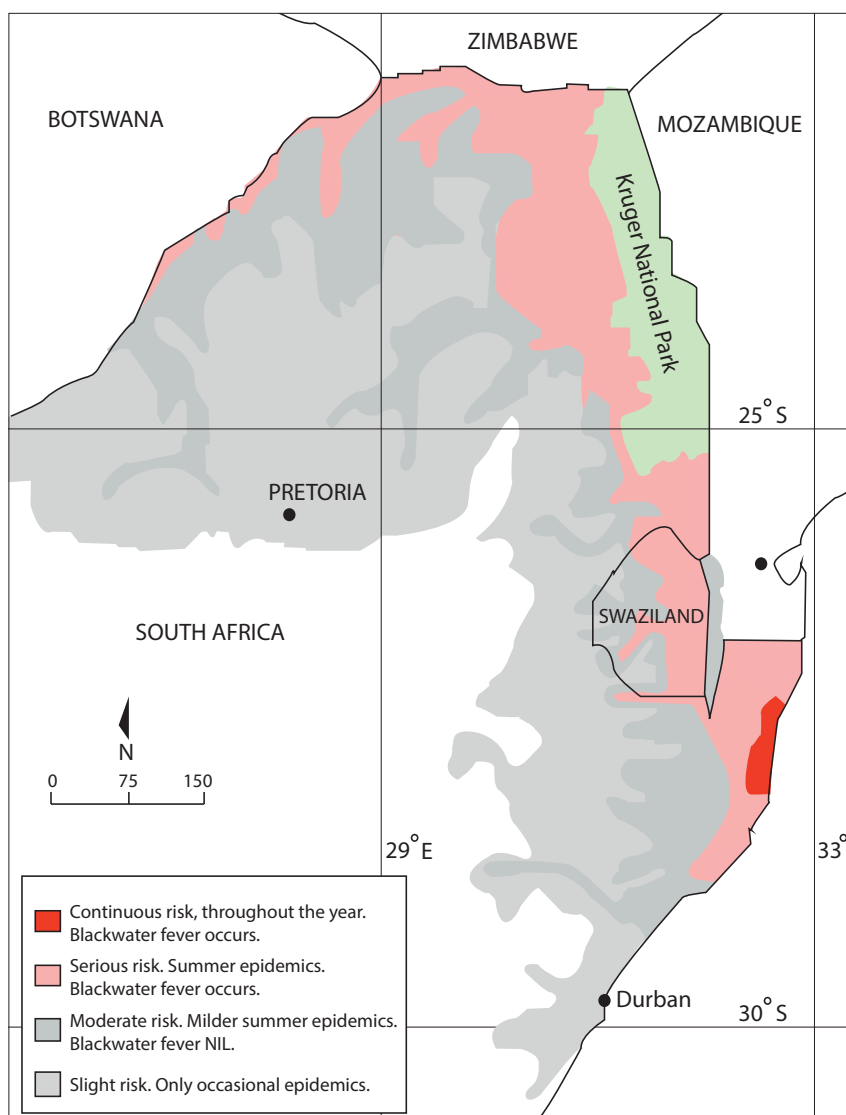 ZIMBABWE
BOTSWANA
MOZAMBIQUE
Kruger National Park
25°S
PRETORIA
SWAZILAND
SOUTH AFRICA
N
0 75 150
29°E
33°
Continuous risk, throughout the year.
Blackwater fever occurs.
Serious risk. Summer epidemics.
Blackwater fever occurs.
Moderate risk. Milder summer epidemics.
Blackwater fever NIL.
Slight risk. Only occasional epidemics.
Durban
30°S